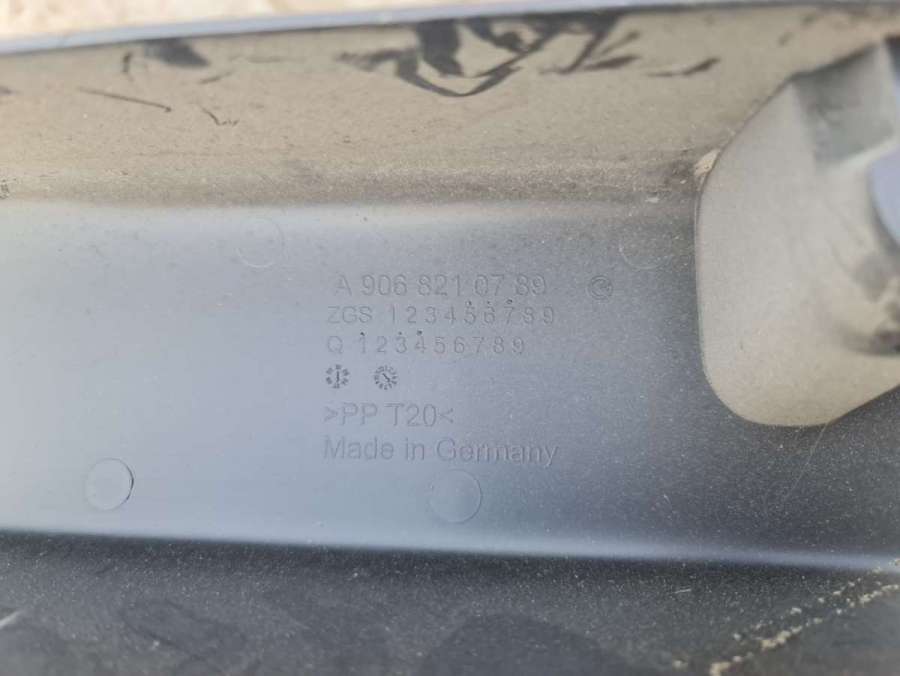 A 906 821 07 89
ZGS 123456789
Q 123456789
>PP T20<
Made in Germany